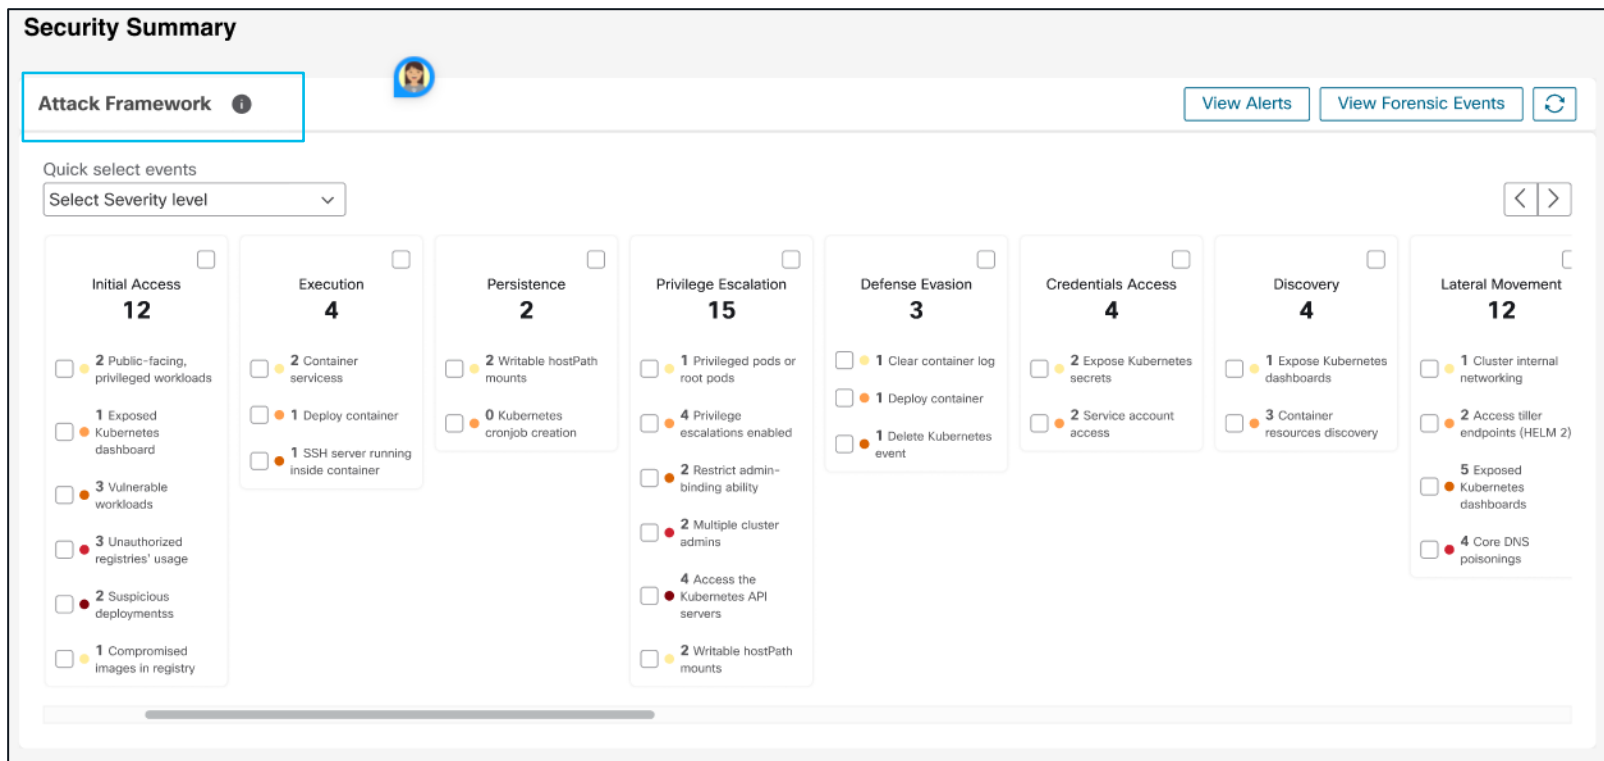 Security Summary
Attack Framework
View Alerts
View Forensic Events
Quick select events
Select Severity level
Initial Access
12
2 Public-facing,
privileged workloads
1 Exposed
Kubernetes
dashboard
3 Vulnerable
workloads
3 Unauthorized
registries' usage
2 Suspicious
deploymentss
1 Compromised
images in registry
Execution
4
2 Container
servicess
1 Deploy container
1 SSH server running
inside container
Persistence
2
2 Writable hostPath
mounts
0 Kubernetes
cronjob creation
Privilege Escalation
15
1 Privileged pods or
root pods
4 Privilege
escalations enabled
2 Restrict admin-
binding ability
2 Multiple cluster
admins
4 Access the
Kubernetes API
servers
2 Writable hostPath
mounts
Defense Evasion
3
1 Clear container log
1 Deploy container
1 Delete Kubernetes
event
Credentials Access
4
2 Expose Kubernetes
secrets
2 Service account
access
Discovery
4
1 Expose Kubernetes
dashboards
3 Container
resources discovery
Lateral Movement
12
1 Cluster internal
networking
2 Access tiller
endpoints (HELM 2)
5 Exposed
Kubernetes
dashboards
4 Core DNS
poisonings